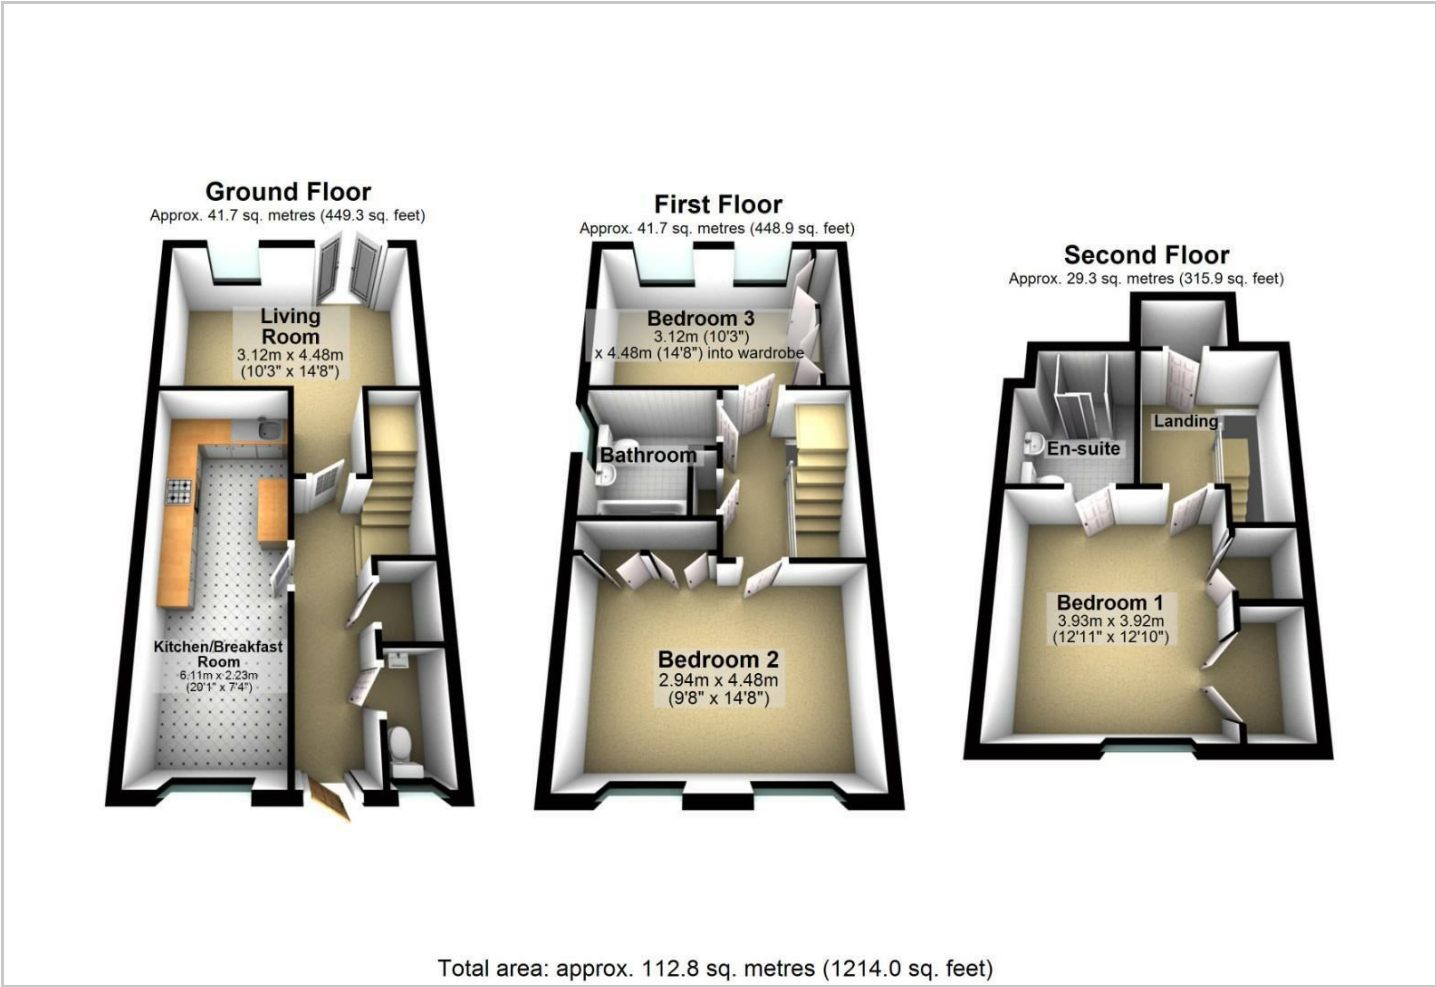 Ground Floor
Approx. 41.7 sq. metres (449.3 sq. feet)
Living
Room
3.12m x 4.48m
(10'3" x 14'8")
Kitchen/Breakfast
Room
6.11m x 2.23m
(20'1" x 7'4")
First Floor
Approx. 41.7 sq. metres (448.9 sq. feet)
Bedroom 3
3.12m (10'3")
x 4.48m (14'8") into wardrobe
Bathroom
Bedroom 2
2.94m x 4.48m
(9'8" x 14'8")
Second Floor
Approx. 29.3 sq. metres (315.9 sq. feet)
Landing
En-suite
Bedroom 1
3.93m x 3.92m
(12'11" x 12'10")
Total area: approx. 112.8 sq. metres (1214.0 sq. feet)